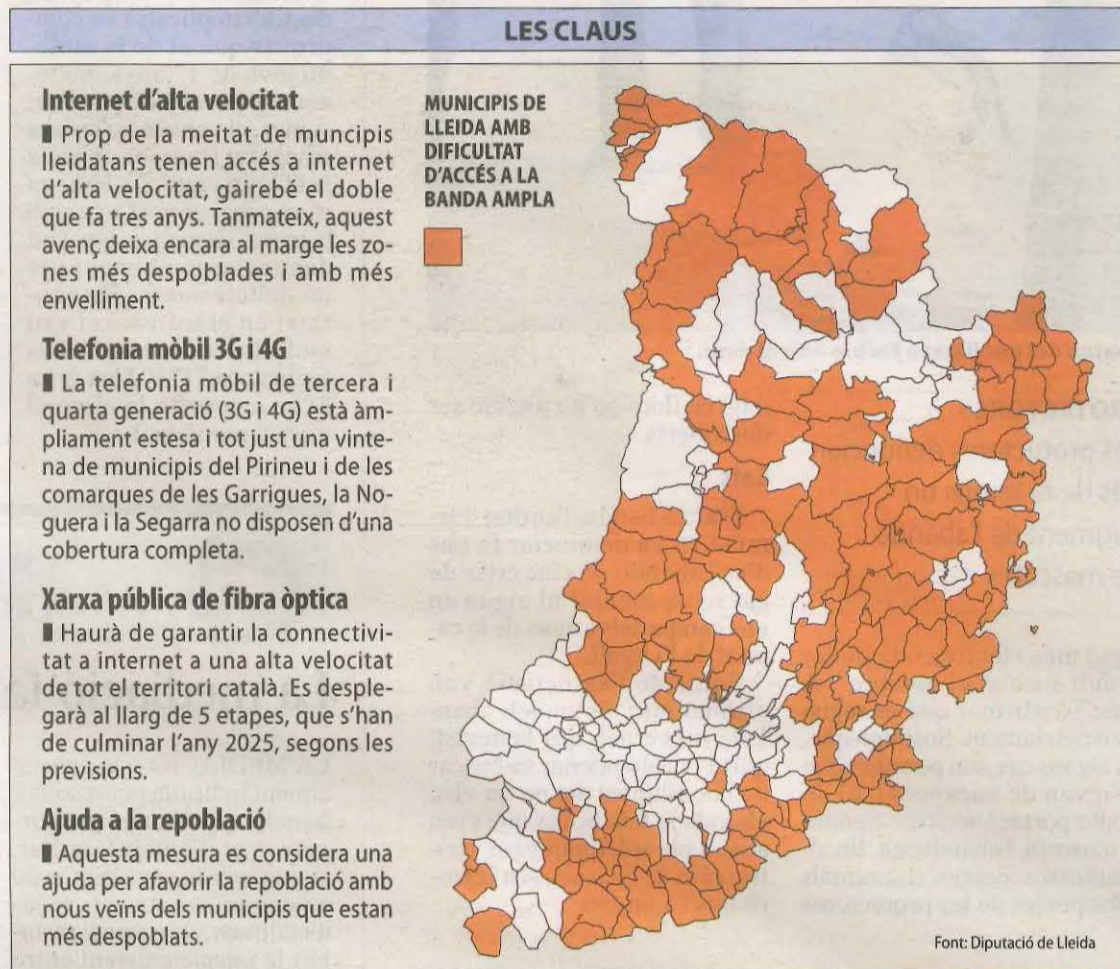 LES CLAUS
Internet d'alta velocitat
▮ Prop de la meitat de muncipis
lleidatans tenen accés a internet
d'alta velocitat, gairebé el doble
que fa tres anys. Tanmateix, aquest
avenç deixa encara al marge les zo-
nes més despoblades i amb més
envelliment.
Telefonia mòbil 3G i 4G
▮ La telefonia mòbil de tercera i
quarta generació (3G i 4G) està àm-
pliament estesa i tot just una vinte-
na de municipis del Pirineu i de les
comarques de les Garrigues, la No-
guera i la Segarra no disposen d'una
cobertura completa.
Xarxa pública de fibra òptica
▮ Haurà de garantir la connectivi-
tat a internet a una alta velocitat
de tot el territori català. Es desple-
garà al llarg de 5 etapes, que s'han
de culminar l'any 2025, segons les
previsions.
Ajuda a la repoblació
▮ Aquesta mesura es considera una
ajuda per afavorir la repoblació amb
nous veïns dels municipis que estan
més despoblats.
MUNICIPIS DE
LLEIDA AMB
DIFICULTAT
D'ACCÉS A LA
BANDA AMPLA
Font: Diputació de Lleida